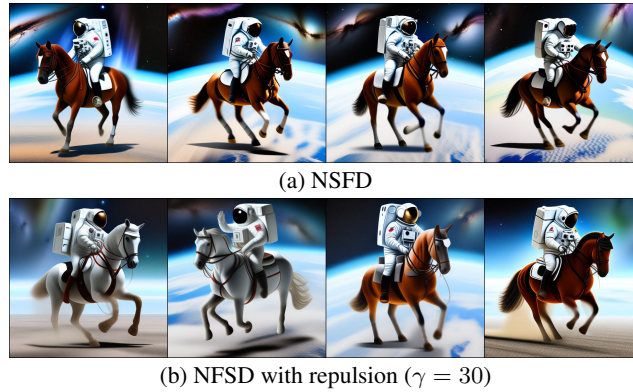 (a) NSFD
(b) NFSD with repulsion (γ = 30)